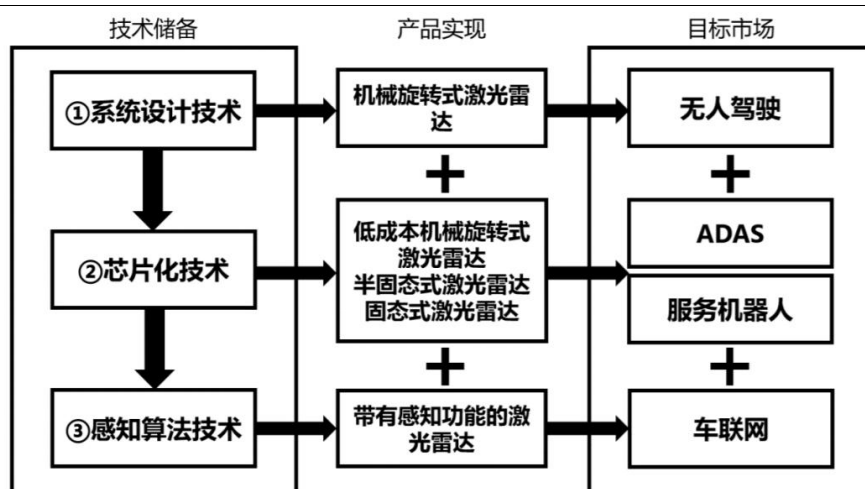 技术储备
产品实现
目标市场
①系统设计技术
机械旋转式激光雷
达
无人驾驶
+
+
②芯片化技术
低成本机械旋转式
激光雷达
半固态式激光雷达
固态式激光雷达
ADAS
服务机器人
+
+
③感知算法技术
带有感知功能的激
光雷达
车联网